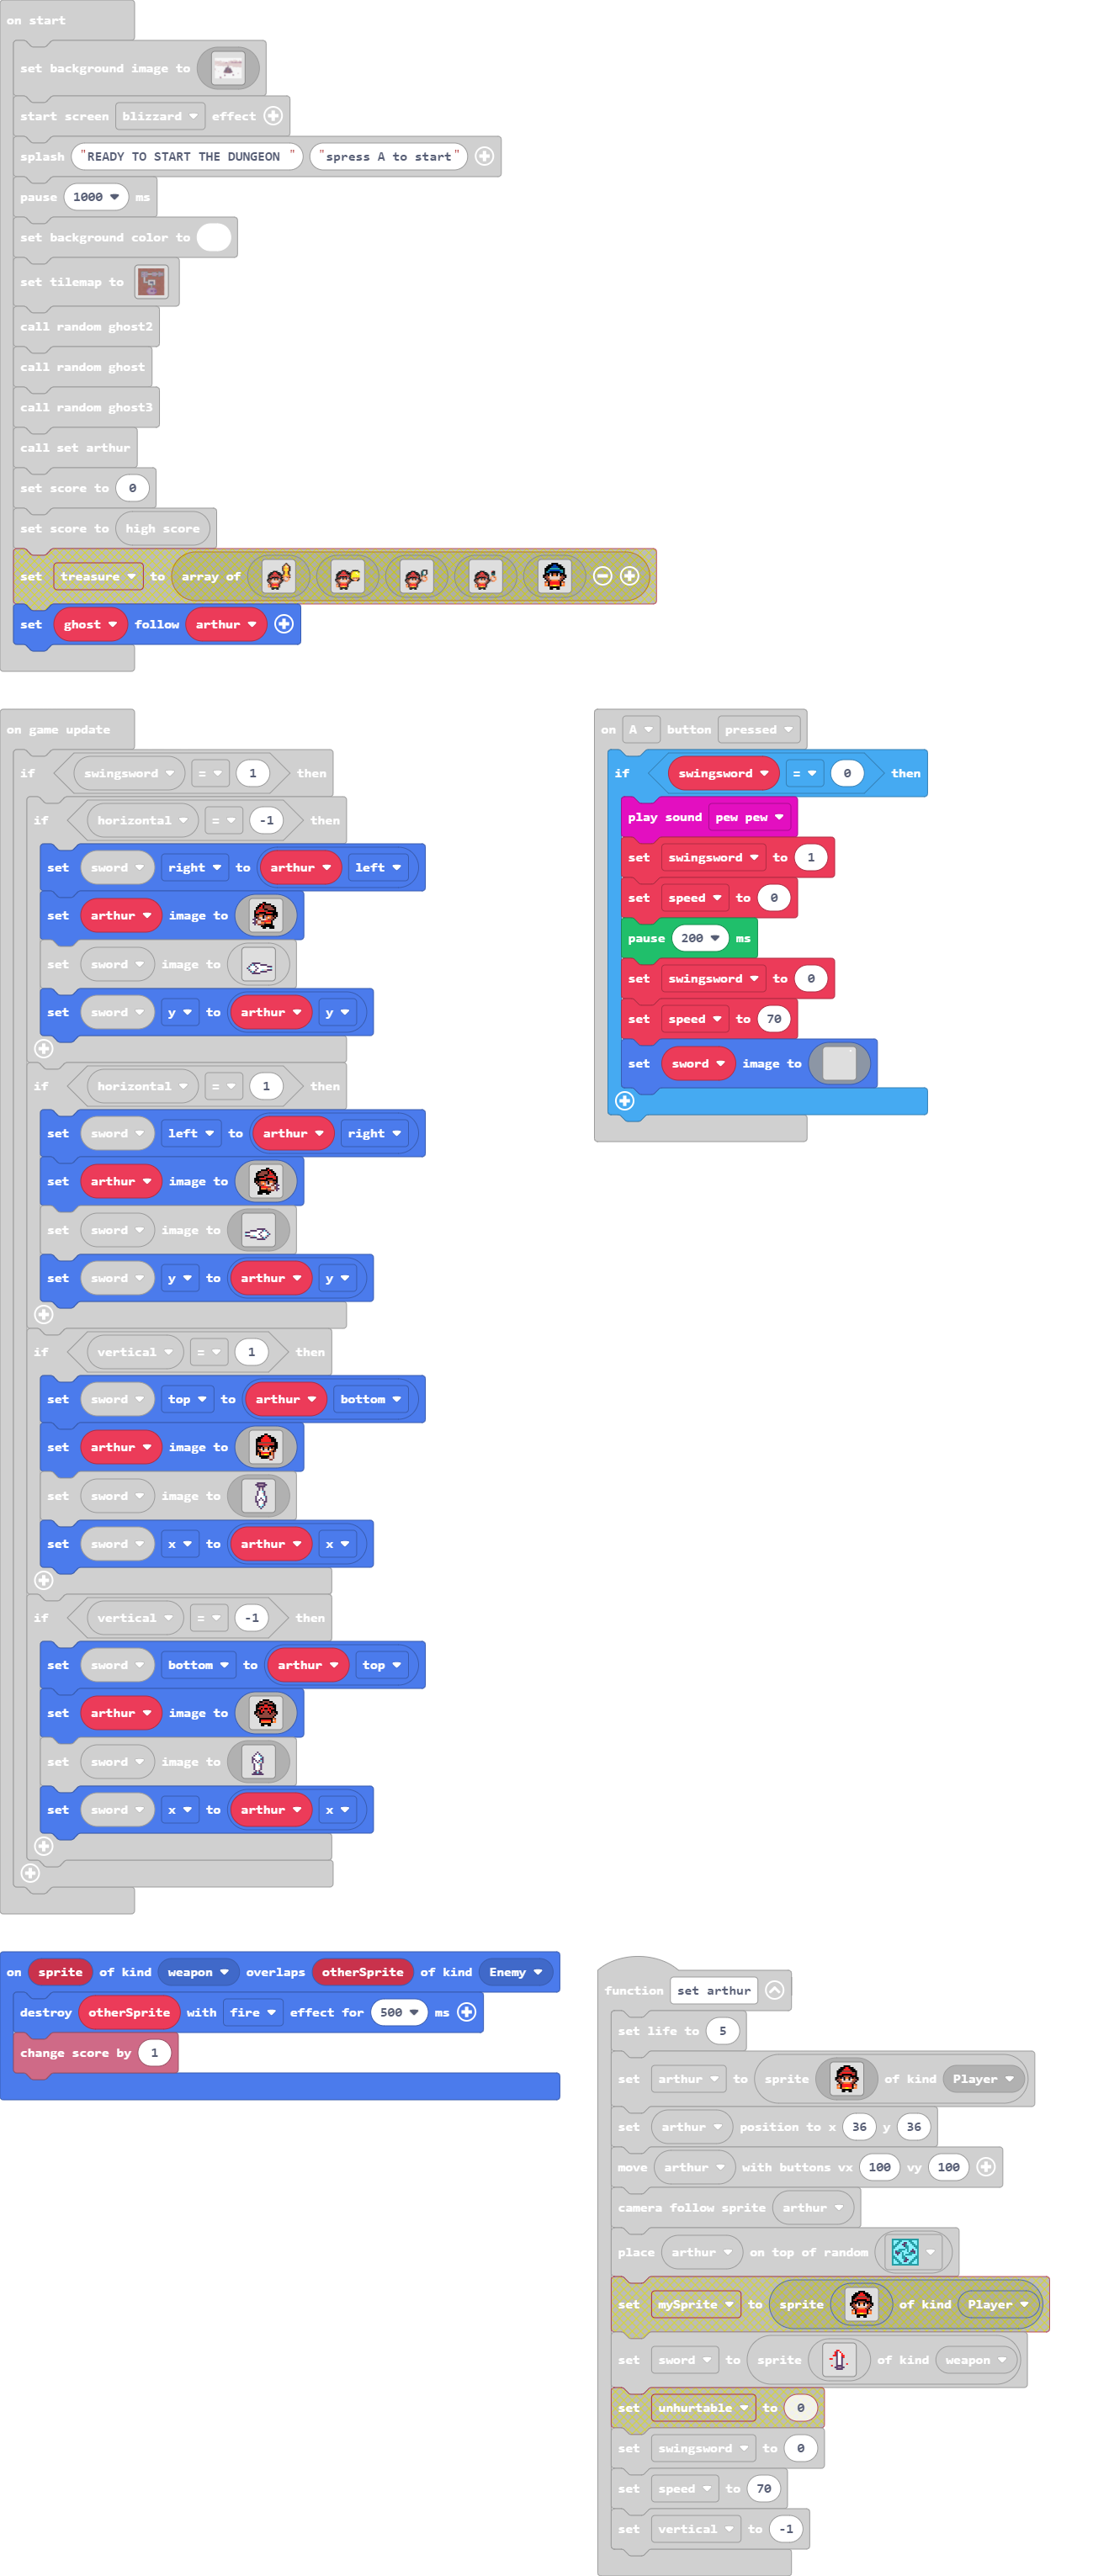 on start
set background image to
start screen blizzard effect
splash "READY TO START THE DUNGEON " "spress A to start"
pause 1000 ms
set background color to
set tilemap to
call random ghost2
call random ghost
call random ghost3
call set arthur
set score to 0
set score to high score
set treasure to array of
set ghost follow arthur
on game update
if swingsword = 1 then
if horizontal = -1 then
set sword right to arthur left
set arthur image to
set sword image to
set sword y to arthur y
if horizontal = 1 then
set sword left to arthur right
set arthur image to
set sword image to
set sword y to arthur y
if vertical = 1 then
set sword top to arthur bottom
set arthur image to
set sword image to
set sword x to arthur x
if vertical = -1 then
set sword bottom to arthur top
set arthur image to
set sword image to
set sword x to arthur x
on A button pressed
if swingsword = 0 then
play sound pew pew
set swingsword to 1
set speed to 0
pause 200 ms
set swingsword to 0
set speed to 70
set sword image to
on sprite of kind weapon overlaps otherSprite of kind Enemy
destroy otherSprite with fire effect for 500 ms
change score by 1
function set arthur
set life to 5
set arthur to sprite of kind Player
set arthur position to x 36 y 36
move arthur with buttons vx 100 vy 100
camera follow sprite arthur
place arthur on top of random
set mySprite to sprite of kind Player
set sword to sprite of kind weapon
set unhurtable to 0
set swingsword to 0
set speed to 70
set vertical to -1